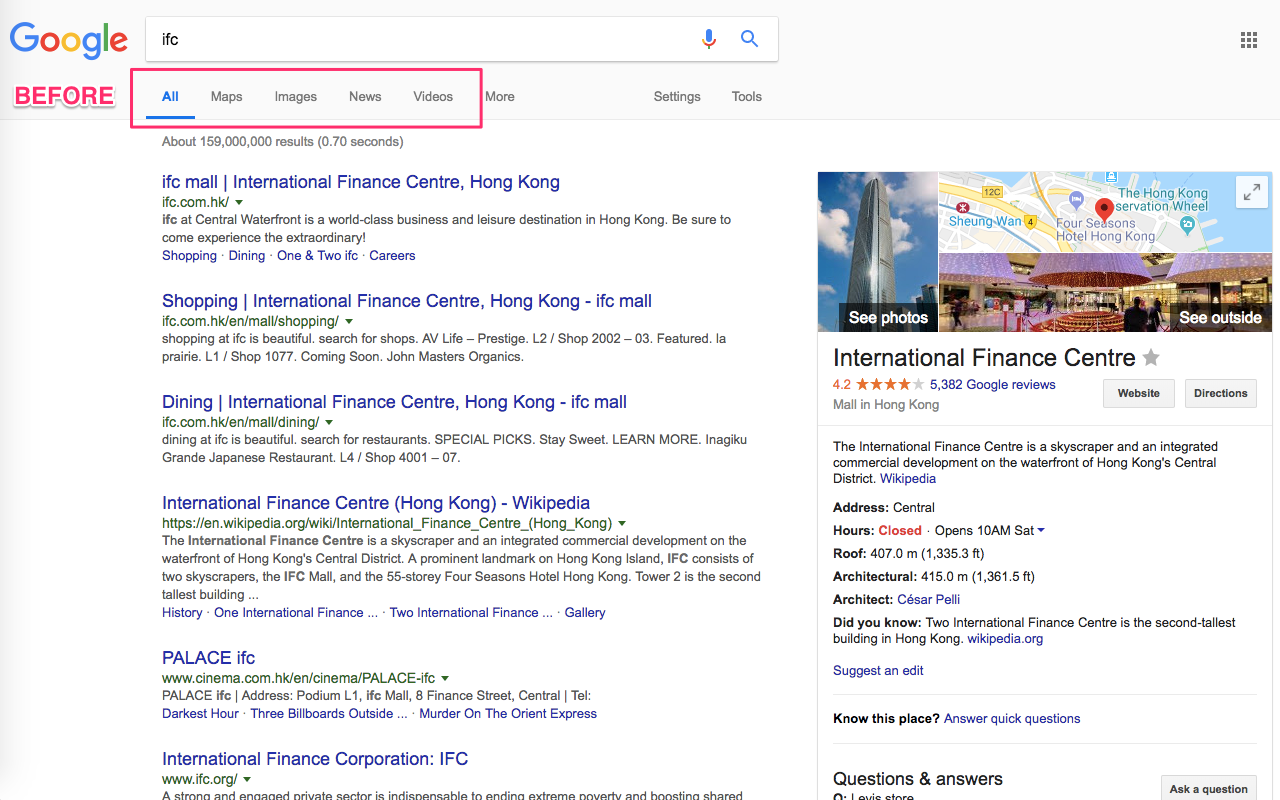 Google
ifc
BEFORE
All Maps Images News Videos More Settings Tools
About 159,000,000 results (0.70 seconds)
ifc mall | International Finance Centre, Hong Kong
ifc.com.hk/
ifc at Central Waterfront is a world-class business and leisure destination in Hong Kong. Be sure to
come experience the extraordinary!
Shopping · Dining · One & Two ifc · Careers
Shopping | International Finance Centre, Hong Kong - ifc mall
ifc.com.hk/en/mall/shopping/
shopping at ifc is beautiful. search for shops. AV Life – Prestige. L2 / Shop 2002 – 03. Featured. la
prairie. L1 / Shop 1077. Coming Soon. John Masters Organics.
Dining | International Finance Centre, Hong Kong - ifc mall
ifc.com.hk/en/mall/dining/
dining at ifc is beautiful. search for restaurants. SPECIAL PICKS. Stay Sweet. LEARN MORE. Inagiku
Grande Japanese Restaurant. L4 / Shop 4001 – 07.
International Finance Centre (Hong Kong) - Wikipedia
https://en.wikipedia.org/wiki/International_Finance_Centre_(Hong_Kong)
The International Finance Centre is a skyscraper and an integrated commercial development on the
waterfront of Hong Kong's Central District. A prominent landmark on Hong Kong Island, IFC consists of
two skyscrapers, the IFC Mall, and the 55-storey Four Seasons Hotel Hong Kong. Tower 2 is the second
tallest building ...
History · One International Finance ... · Two International Finance ... · Gallery
PALACE ifc
www.cinema.com.hk/en/cinema/PALACE-ifc
PALACE ifc | Address: Podium L1, ifc Mall, 8 Finance Street, Central | Tel:
Darkest Hour · Three Billboards Outside ... · Murder On The Orient Express
International Finance Corporation: IFC
www.ifc.org/
A strong and engaged private sector is indispensable to ending extreme poverty and boosting shared
12C
The Hong Kong
servation Wheel
Sheung Wan 4
Four Seasons
Hotel Hong Kong
See photos
See outside
International Finance Centre
4.2 5,382 Google reviews
Mall in Hong Kong
Website Directions
The International Finance Centre is a skyscraper and an integrated
commercial development on the waterfront of Hong Kong's Central
District. Wikipedia
Address: Central
Hours: Closed · Opens 10AM Sat
Roof: 407.0 m (1,335.3 ft)
Architectural: 415.0 m (1,361.5 ft)
Architect: César Pelli
Did you know: Two International Finance Centre is the second-tallest
building in Hong Kong. wikipedia.org
Suggest an edit
Know this place? Answer quick questions
Questions & answers
Ask a question
Q: Levis store